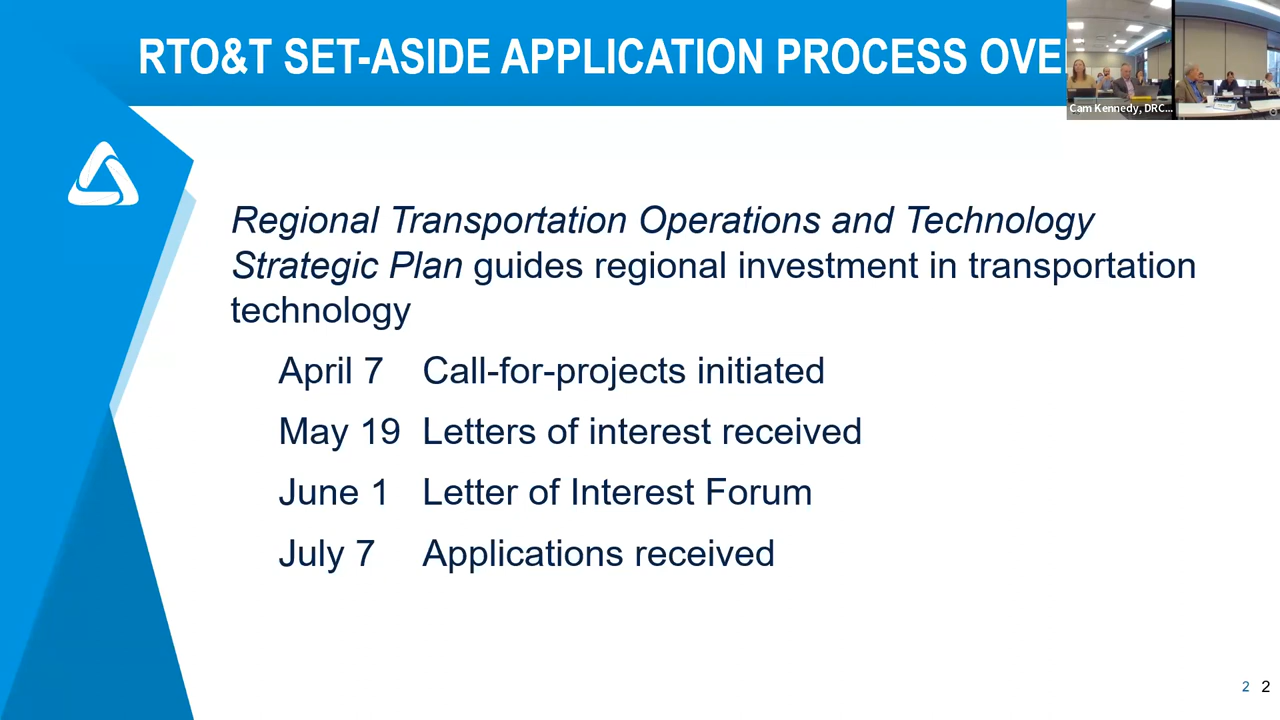 RTO&T SET-ASIDE APPLICATION PROCESS OVE
Cam Kennedy, DRC...
Regional Transportation Operations and Technology
Strategic Plan guides regional investment in transportation
technology
April 7 Call-for-projects initiated
May 19 Letters of interest received
June 1 Letter of Interest Forum
July 7 Applications received
2 2